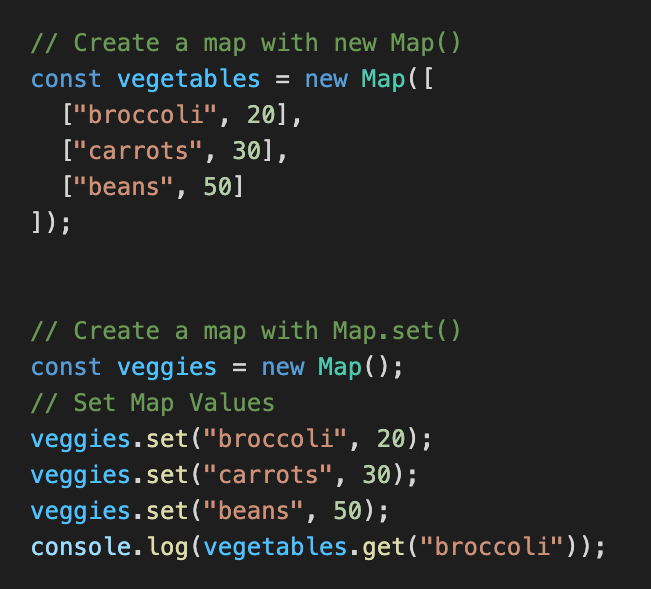 // Create a map with new Map()
const vegetables = new Map([
  ["broccoli", 20],
  ["carrots", 30],
  ["beans", 50]
]);
// Create a map with Map.set()
const veggies = new Map();
// Set Map Values
veggies.set("broccoli", 20);
veggies.set("carrots", 30);
veggies.set("beans", 50);
console.log(vegetables.get("broccoli"));